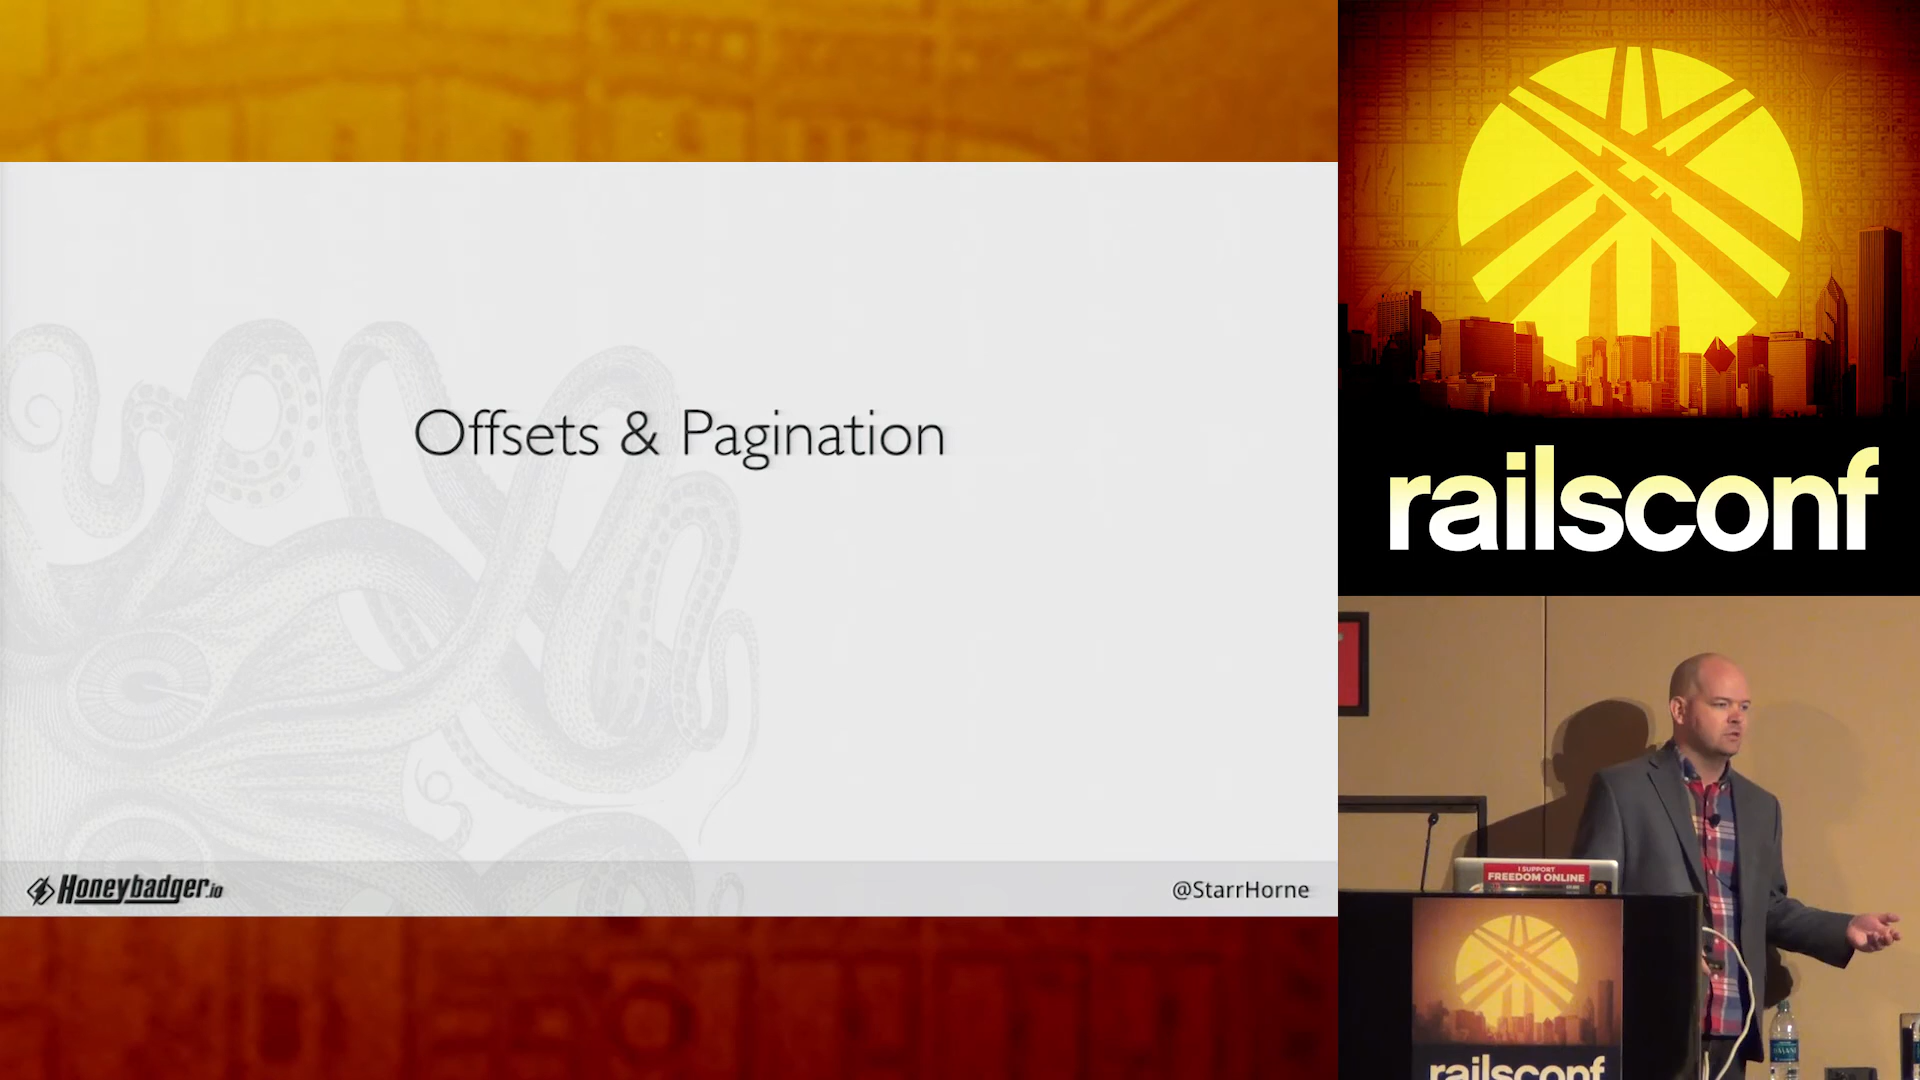 Offsets & Pagination
Honeybadger.io
@StarrHorne
railsconf
I SUPPORT
FREEDOM ONLINE
railsconf